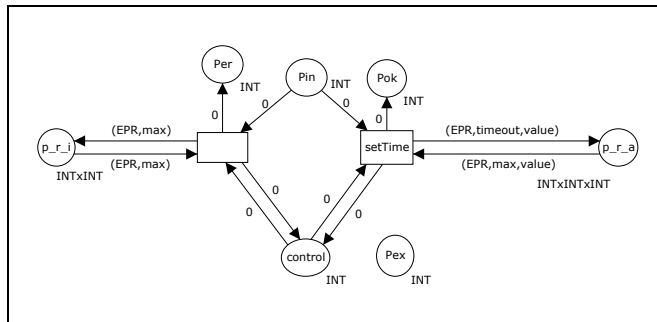 Per
INT
Pin
INT
Pok
INT
0
0
0
0
(EPR,max)
(EPR,timeout,value)
p_r_i
setTime
p_r_a
(EPR,max)
(EPR,max,value)
INTxINT
INTxINTxINT
0
0
0
0
control
INT
Pex
INT